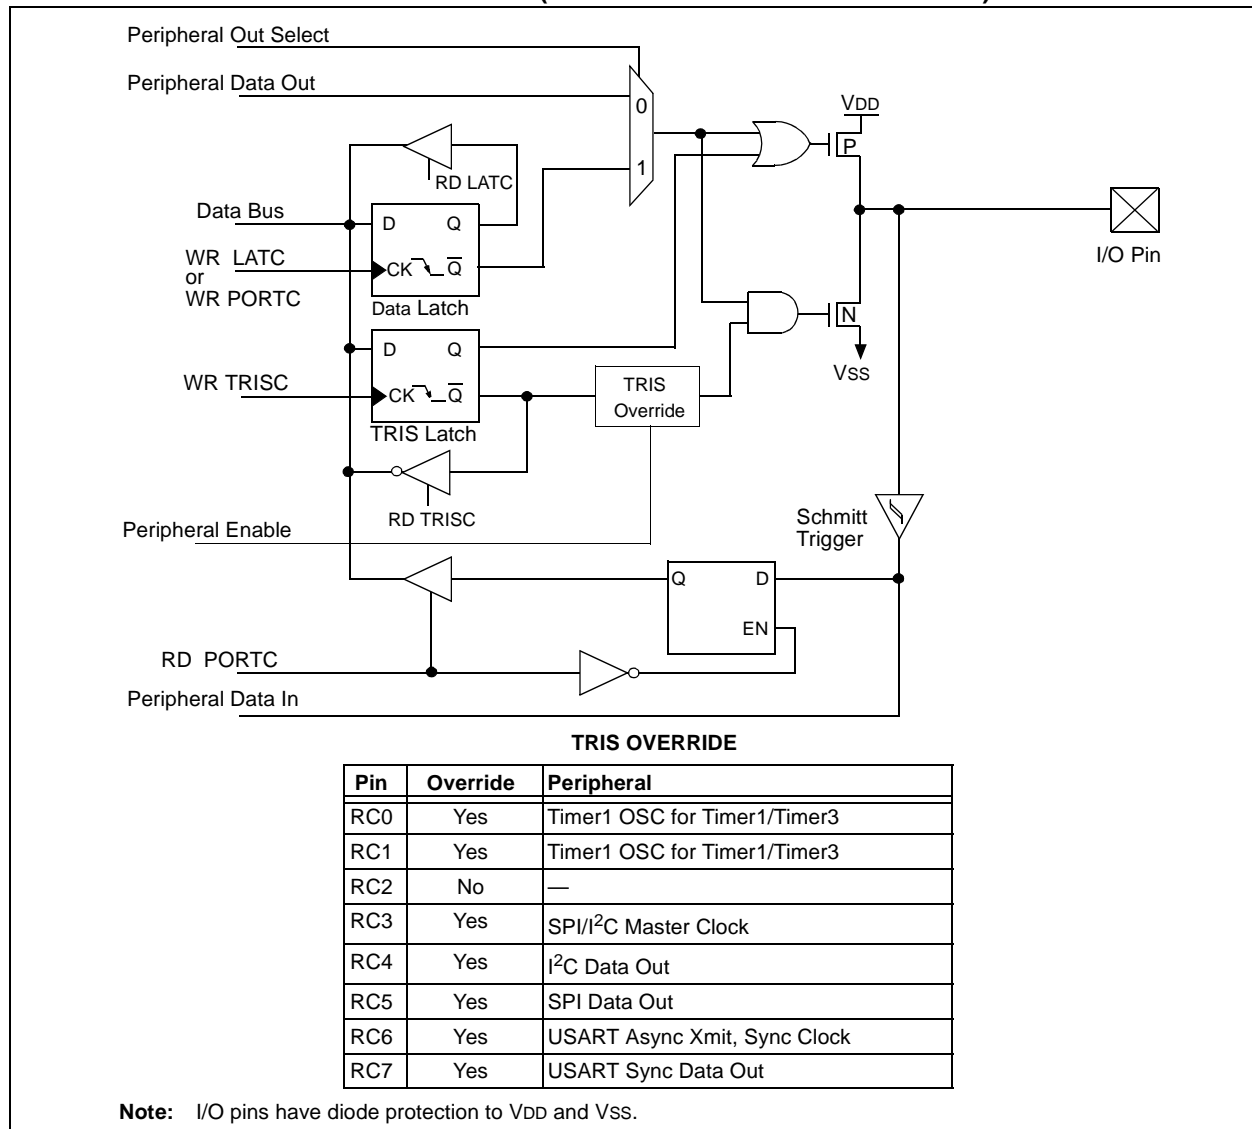 Peripheral Out Select
Peripheral Data Out
0
1
VDD
P
RD LATC
Data Bus
D Q
WR LATC
or
WR PORTC
CK Q̅
Data Latch
I/O Pin
N
D Q
WR TRISC
CK Q̅
TRIS Latch
TRIS
Override
VSS
RD TRISC
Peripheral Enable
Schmitt
Trigger
Q D
EN
RD PORTC
Peripheral Data In
TRIS OVERRIDE
Pin Override Peripheral
RC0 Yes Timer1 OSC for Timer1/Timer3
RC1 Yes Timer1 OSC for Timer1/Timer3
RC2 No —
RC3 Yes SPI/I²C Master Clock
RC4 Yes I²C Data Out
RC5 Yes SPI Data Out
RC6 Yes USART Async Xmit, Sync Clock
RC7 Yes USART Sync Data Out
Note: I/O pins have diode protection to VDD and VSS.